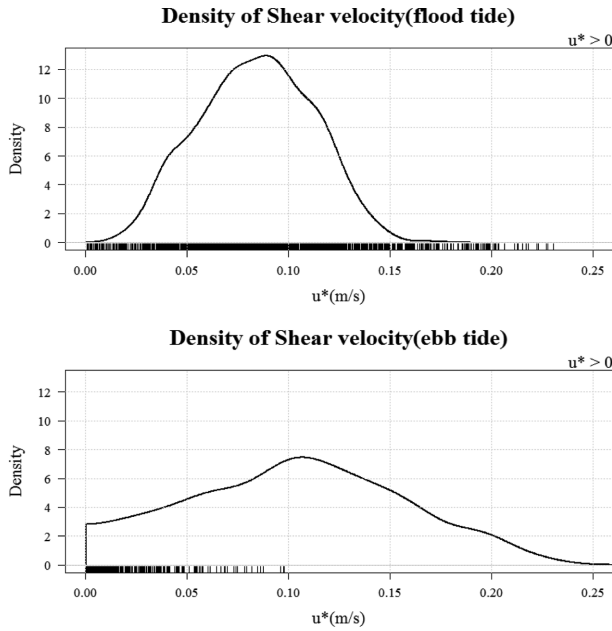 Density of Shear velocity(flood tide)
u* > 0
12
10
8
6
4
2
0
Density
0.00 0.05 0.10 0.15 0.20 0.25
u*(m/s)
Density of Shear velocity(ebb tide)
u* > 0
12
10
8
6
4
2
0
Density
0.00 0.05 0.10 0.15 0.20 0.25
u*(m/s)